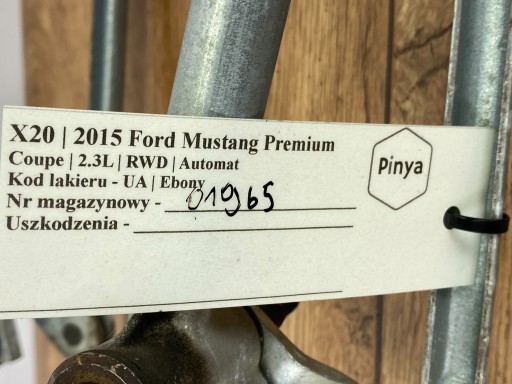 X20 | 2015 Ford Mustang Premium
Coupe | 2.3L | RWD | Automat
Kod lakieru - UA | Ebony
Nr magazynowy - 01965
Uszkodzenia -
Pinya